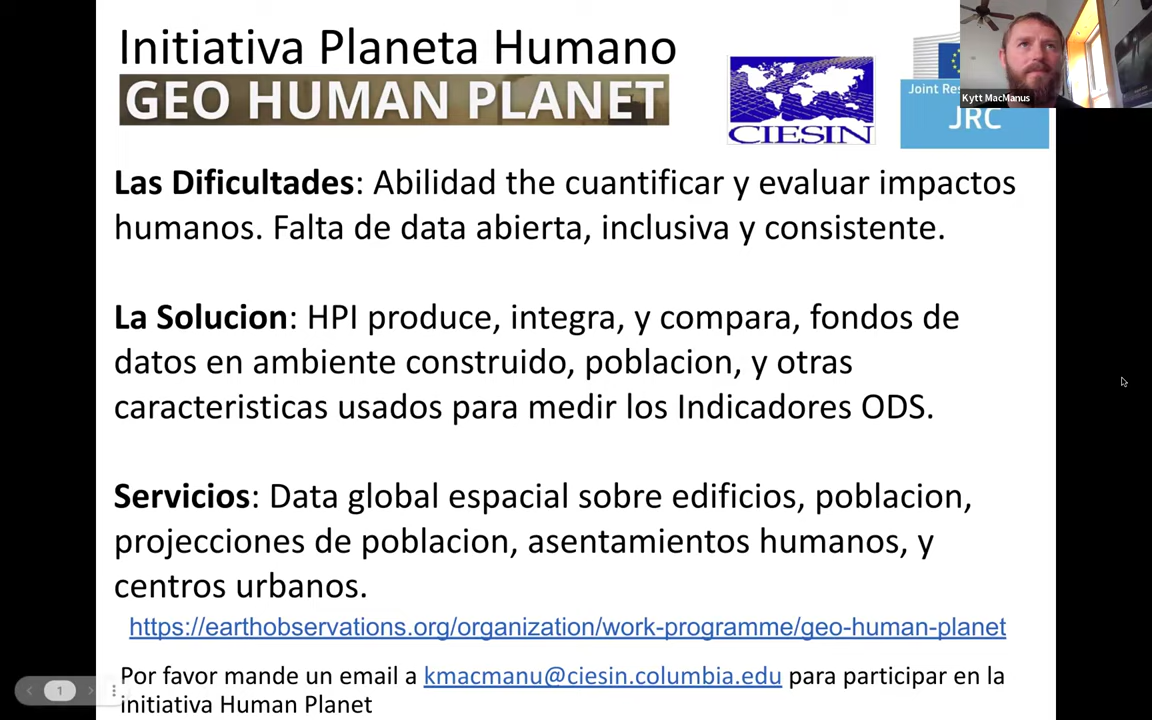 Initiativa Planeta Humano
GEO HUMAN PLANET
CIESIN
Joint Res
JRC
Kytt MacManus
Las Dificultades: Abilidad the cuantificar y evaluar impactos
humanos. Falta de data abierta, inclusiva y consistente.
La Solucion: HPI produce, integra, y compara, fondos de
datos en ambiente construido, poblacion, y otras
caracteristicas usados para medir los Indicadores ODS.
Servicios: Data global espacial sobre edificios, poblacion,
projecciones de poblacion, asentamientos humanos, y
centros urbanos.
https://earthobservations.org/organization/work-programme/geo-human-planet
Por favor mande un email a kmacmanu@ciesin.columbia.edu para participar en la
initiativa Human Planet
1